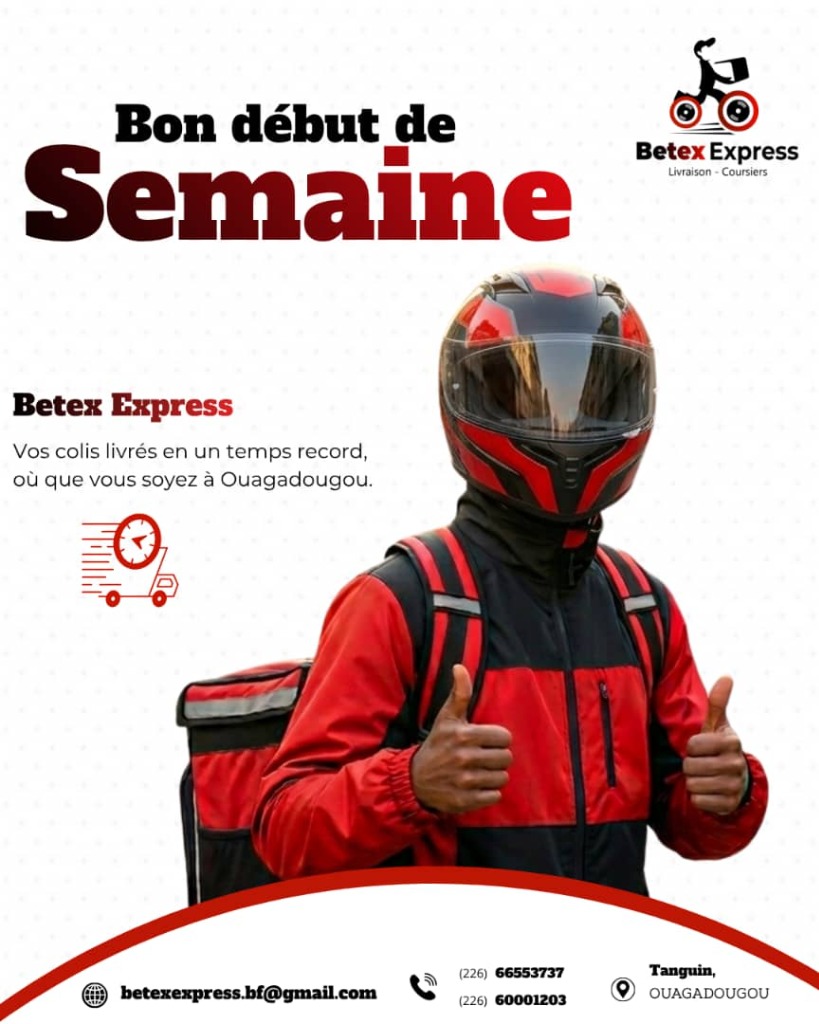 Bon début de
Semaine
Betex Express
Livraison - Coursiers
Betex Express
Vos colis livrés en un temps record,
où que vous soyez à Ouagadougou.
betexexpress.bf@gmail.com
(226) 66553737
(226) 60001203
Tanguin,
OUAGADOUGOU